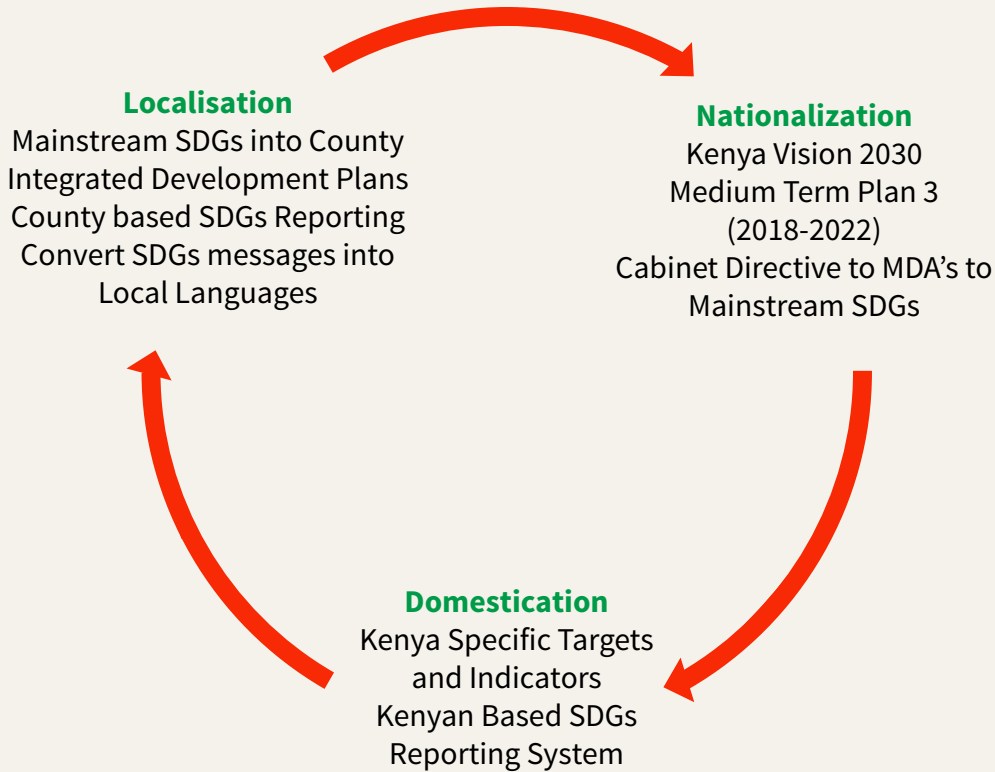 Localisation
Mainstream SDGs into County
Integrated Development Plans
County based SDGs Reporting
Convert SDGs messages into
Local Languages
Nationalization
Kenya Vision 2030
Medium Term Plan 3
(2018-2022)
Cabinet Directive to MDA’s to
Mainstream SDGs
Domestication
Kenya Specific Targets
and Indicators
Kenyan Based SDGs
Reporting System